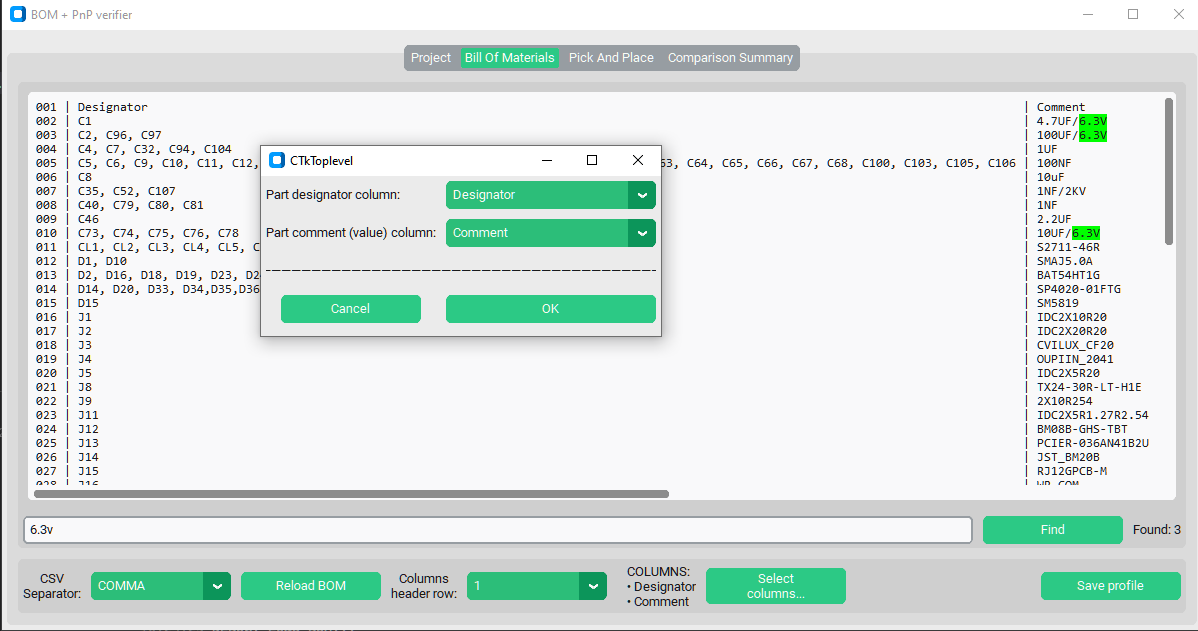 BOM + PnP verifier
Project Bill Of Materials Pick And Place Comparison Summary
001 | Designator | Comment
002 | C1 | 4.7UF/6.3V
003 | C2, C96, C97 | 100UF/6.3V
004 | C4, C7, C32, C94, C104 | 1UF
005 | C5, C6, C9, C10, C11, C12, 63, C64, C65, C66, C67, C68, C100, C103, C105, C106 | 100NF
006 | C8 | 10uF
007 | C35, C52, C107 | 1NF/2KV
008 | C40, C79, C80, C81 | 1NF
009 | C46 | 2.2UF
010 | C73, C74, C75, C76, C78 | 10UF/6.3V
011 | CL1, CL2, CL3, CL4, CL5, C | S2711-46R
012 | D1, D10 | SMAJ5.0A
013 | D2, D16, D18, D19, D23, D2 | BAT54HT1G
014 | D14, D20, D33, D34,D35,D36 | SP4020-01FTG
015 | D15 | SM5819
016 | J1 | IDC2X10R20
017 | J2 | IDC2X20R20
018 | J3 | CVILUX_CF20
019 | J4 | OUPIIN_2041
020 | J5 | IDC2X5R20
021 | J8 | TX24-30R-LT-H1E
022 | J9 | 2X10R254
023 | J11 | IDC2X5R1.27R2.54
024 | J12 | BM08B-GHS-TBT
025 | J13 | PCIER-036AN41B2U
026 | J14 | JST_BM20B
027 | J15 | RJ12GPCB-M
028 | J16 | WR_COM
CTkToplevel
Part designator column: Designator
Part comment (value) column: Comment
Cancel OK
6.3v Find Found: 3
CSV
Separator: COMMA Reload BOM
Columns
header row: 1
COLUMNS:
• Designator
• Comment
Select
columns...
Save profile